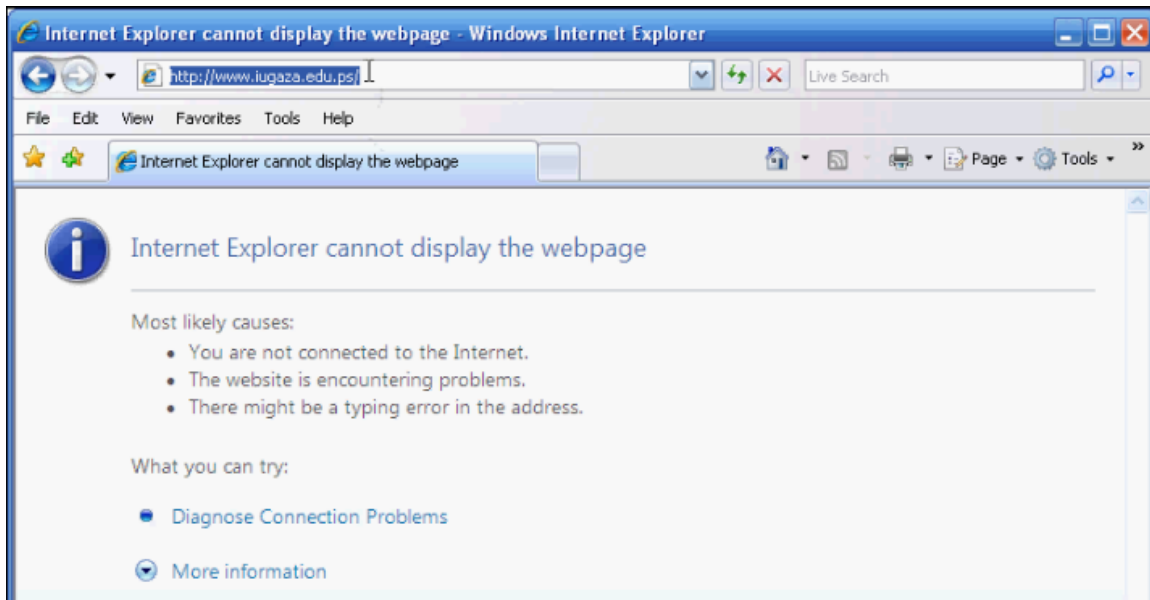 Internet Explorer cannot display the webpage - Windows Internet Explorer
http://www.iugaza.edu.ps/
Live Search
File Edit View Favorites Tools Help
Internet Explorer cannot display the webpage
Page Tools »
Internet Explorer cannot display the webpage
Most likely causes:
• You are not connected to the Internet.
• The website is encountering problems.
• There might be a typing error in the address.
What you can try:
Diagnose Connection Problems
More information